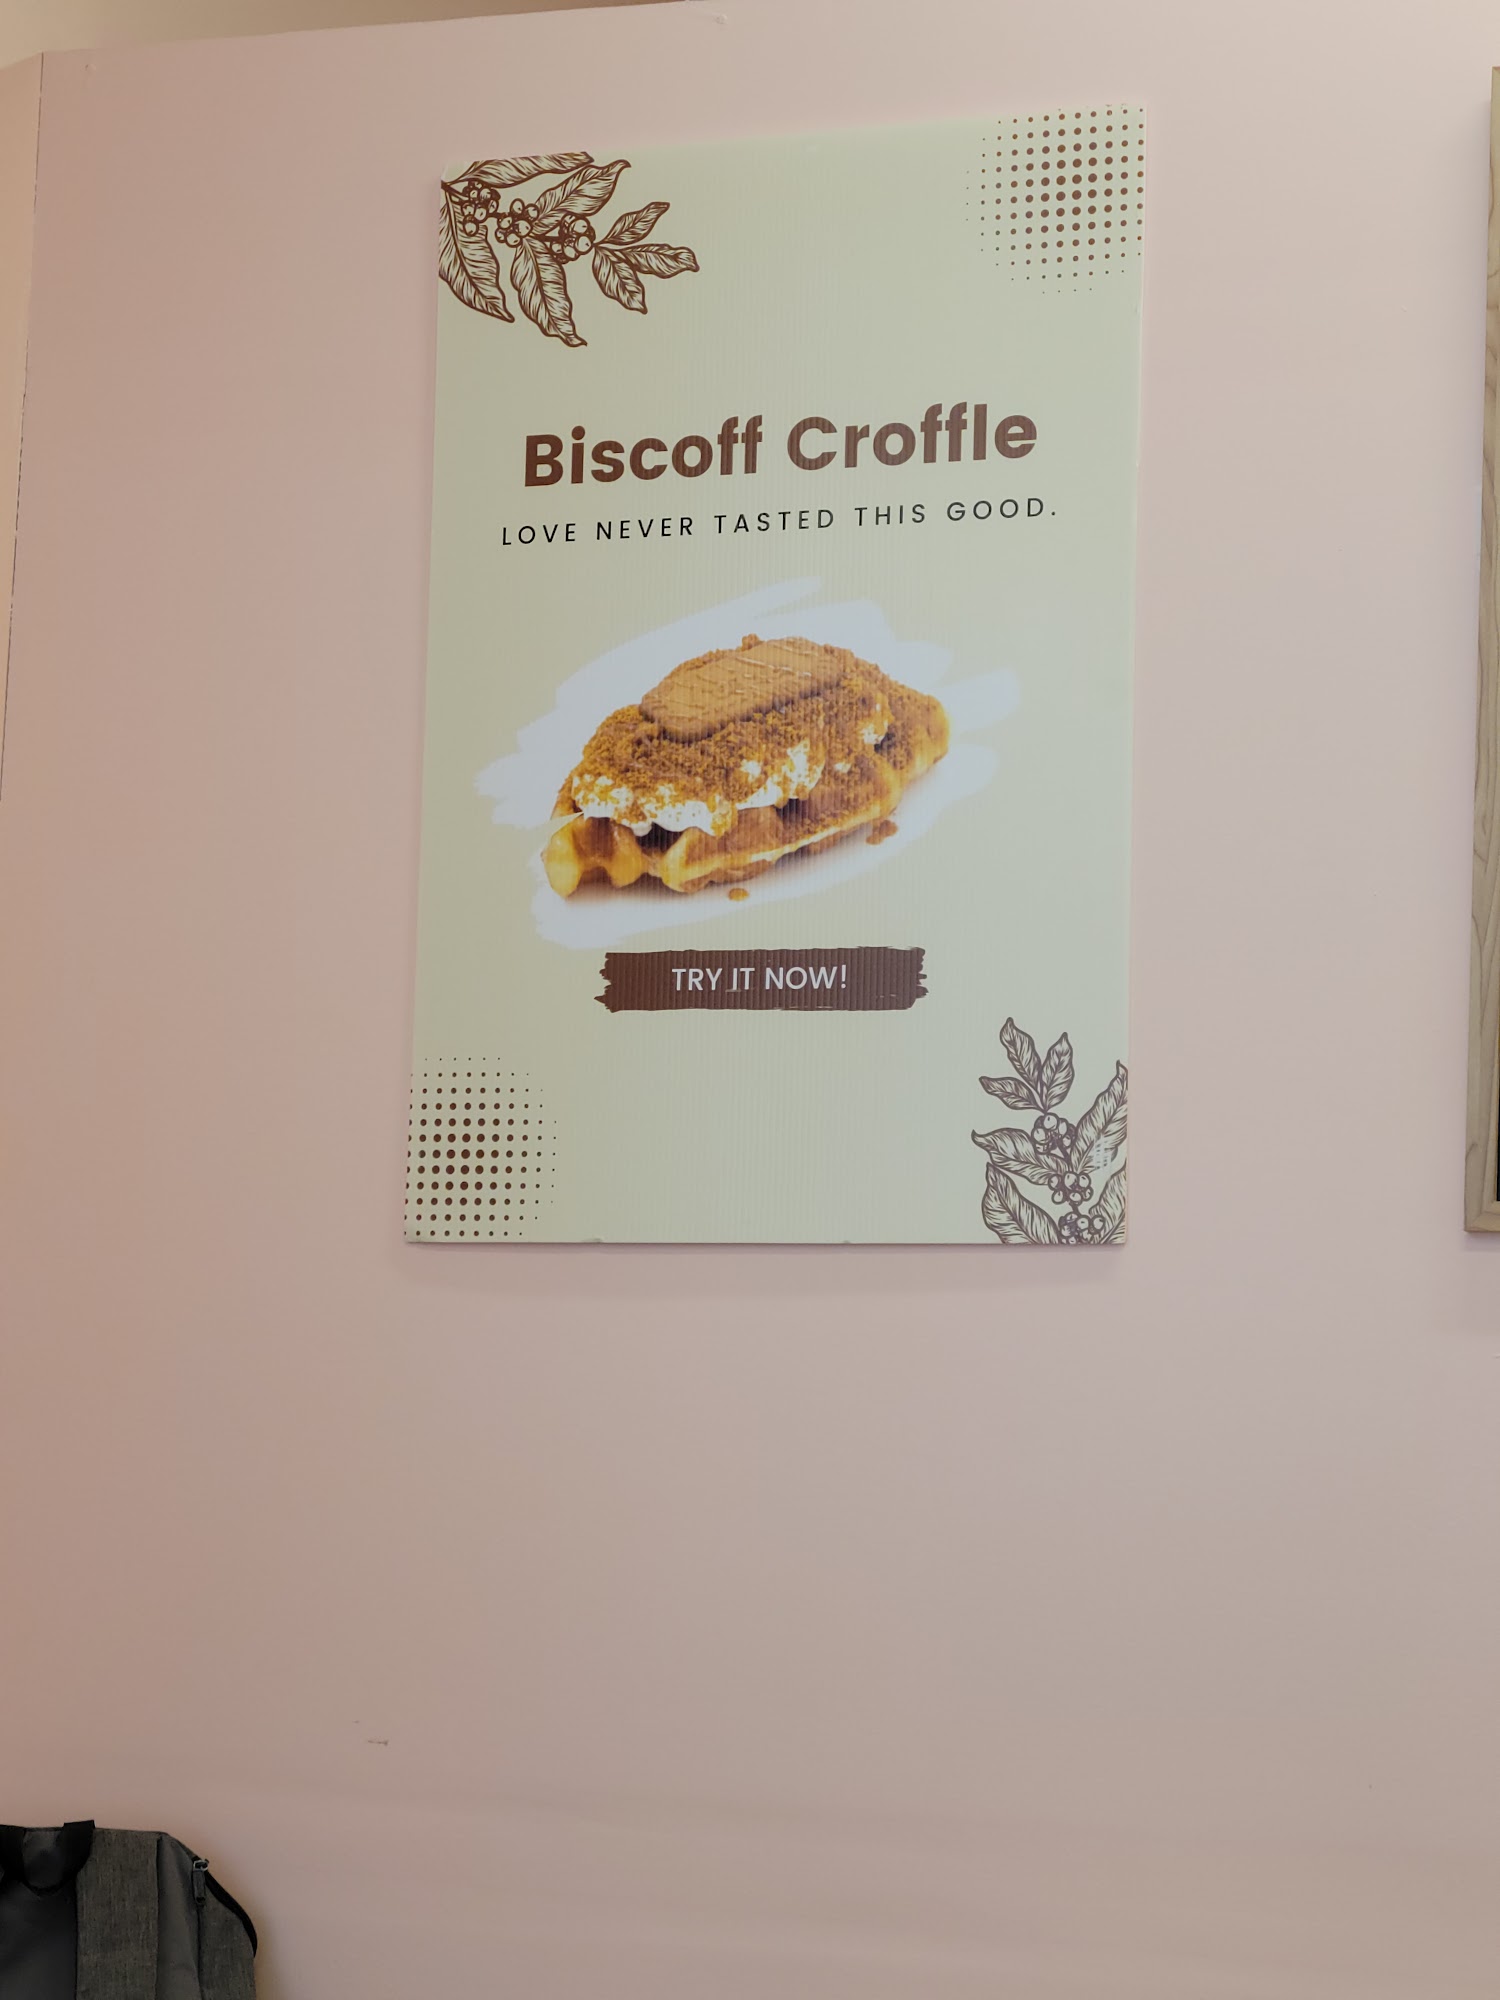 Biscoff Croffle
LOVE NEVER TASTED THIS GOOD.
TRY IT NOW!